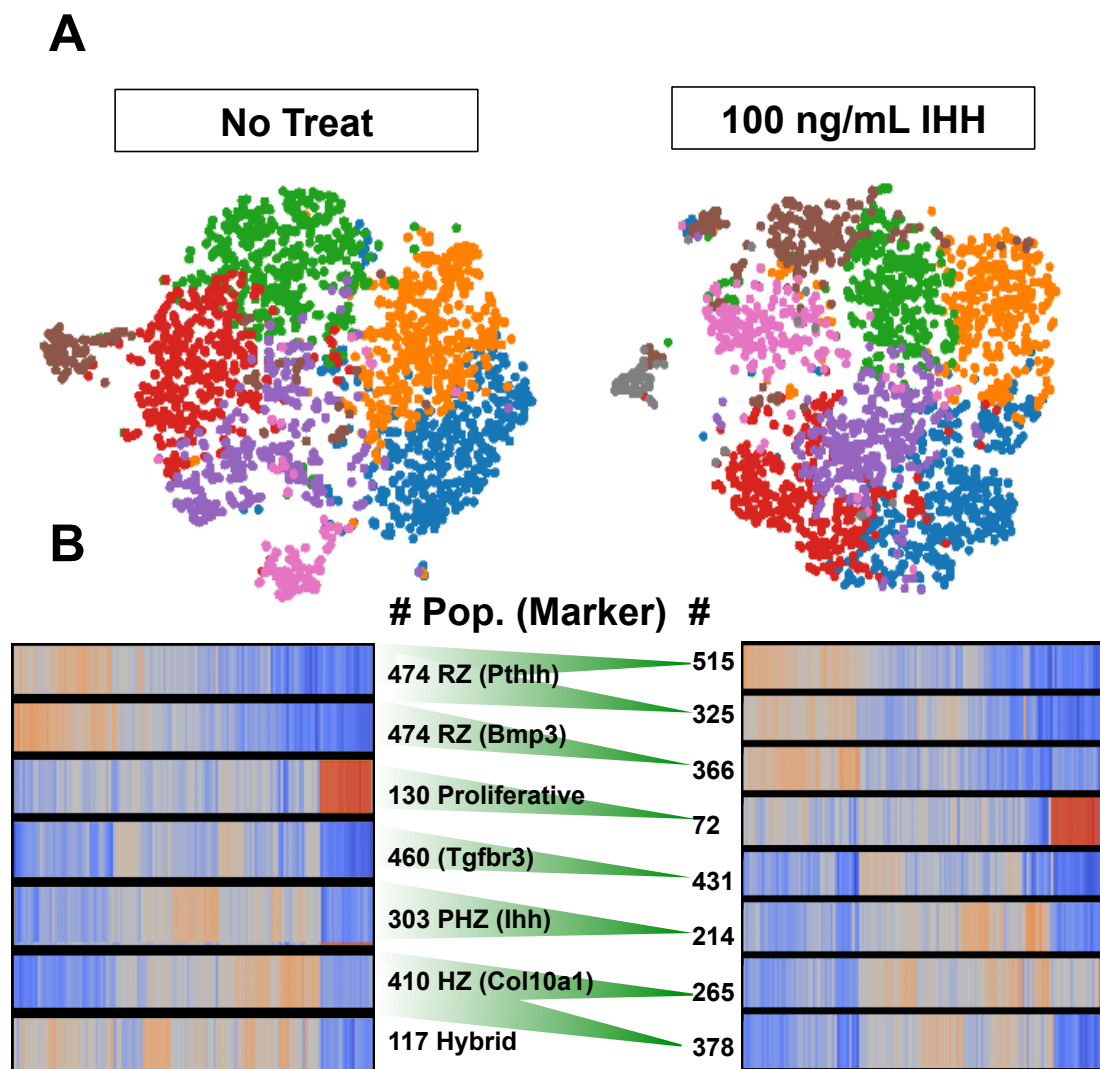 A
No Treat
100 ng/mL IHH
B
# Pop. (Marker) #
474 RZ (Pthlh)
515
325
474 RZ (Bmp3)
366
130 Proliferative
72
460 (Tgfbr3)
431
303 PHZ (Ihh)
214
410 HZ (Col10a1)
265
117 Hybrid
378